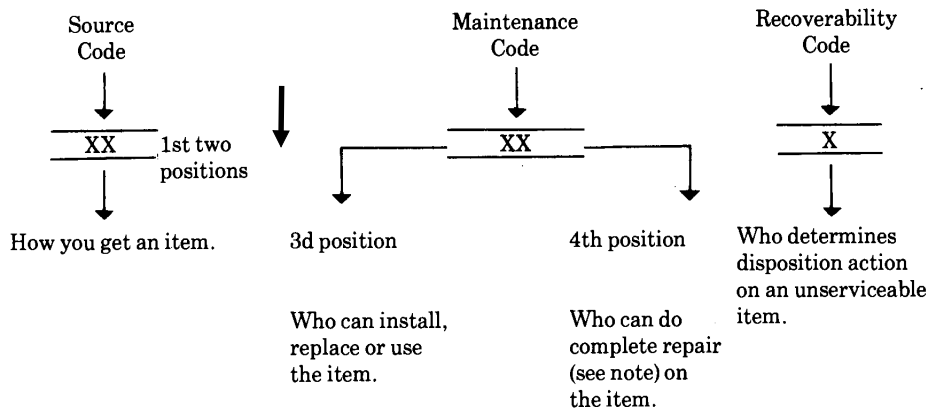 Source
Code
Maintenance
Code
Recoverability
Code
XX
1st two
positions
XX
X
How you get an item.
3d position
4th position
Who determines
disposition action
on an unserviceable
item.
Who can install,
replace or use
the item.
Who can do
complete repair
(see note) on
the item.